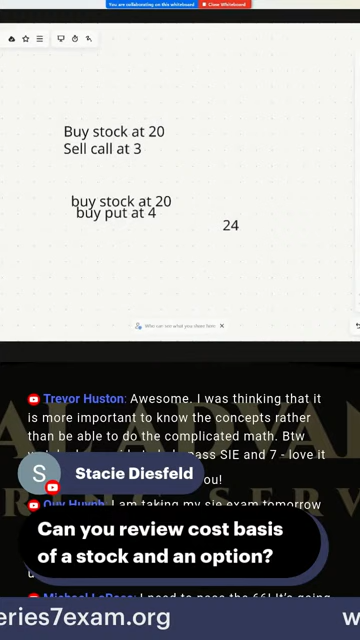 You are collaborating on this whiteboard
Close Whiteboard
Buy stock at 20
Sell call at 3
buy stock at 20
buy put at 4
24
Who can see what you draw here
Trevor Huston: Awesome. I was thinking that it
is more important to know the concepts rather
than be able to do the complicated math. Btw
pass SIE and 7 - love it
you!
S
Stacie Diesfeld
I am taking my sie exam tomorrow
Can you review cost basis
of a stock and an option?
I need to pass the 66! It's
eries7exam.org
w